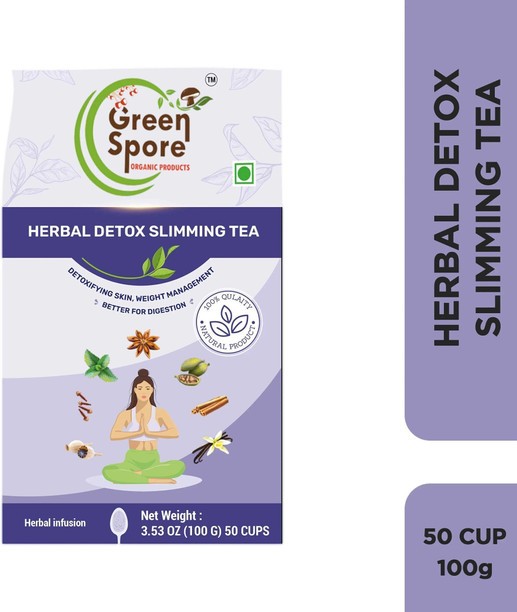 TM
Green
Spore
ORGANIC PRODUCTS
HERBAL DETOX SLIMMING TEA
DETOXIFYING SKIN, WEIGHT MANAGEMENT
BETTER FOR DIGESTION
100% QULAITY
NATURAL PRODUCT
Herbal infusion
Net Weight :
3.53 OZ (100 G) 50 CUPS
HERBAL DETOX
SLIMMING TEA
50 CUP
100g